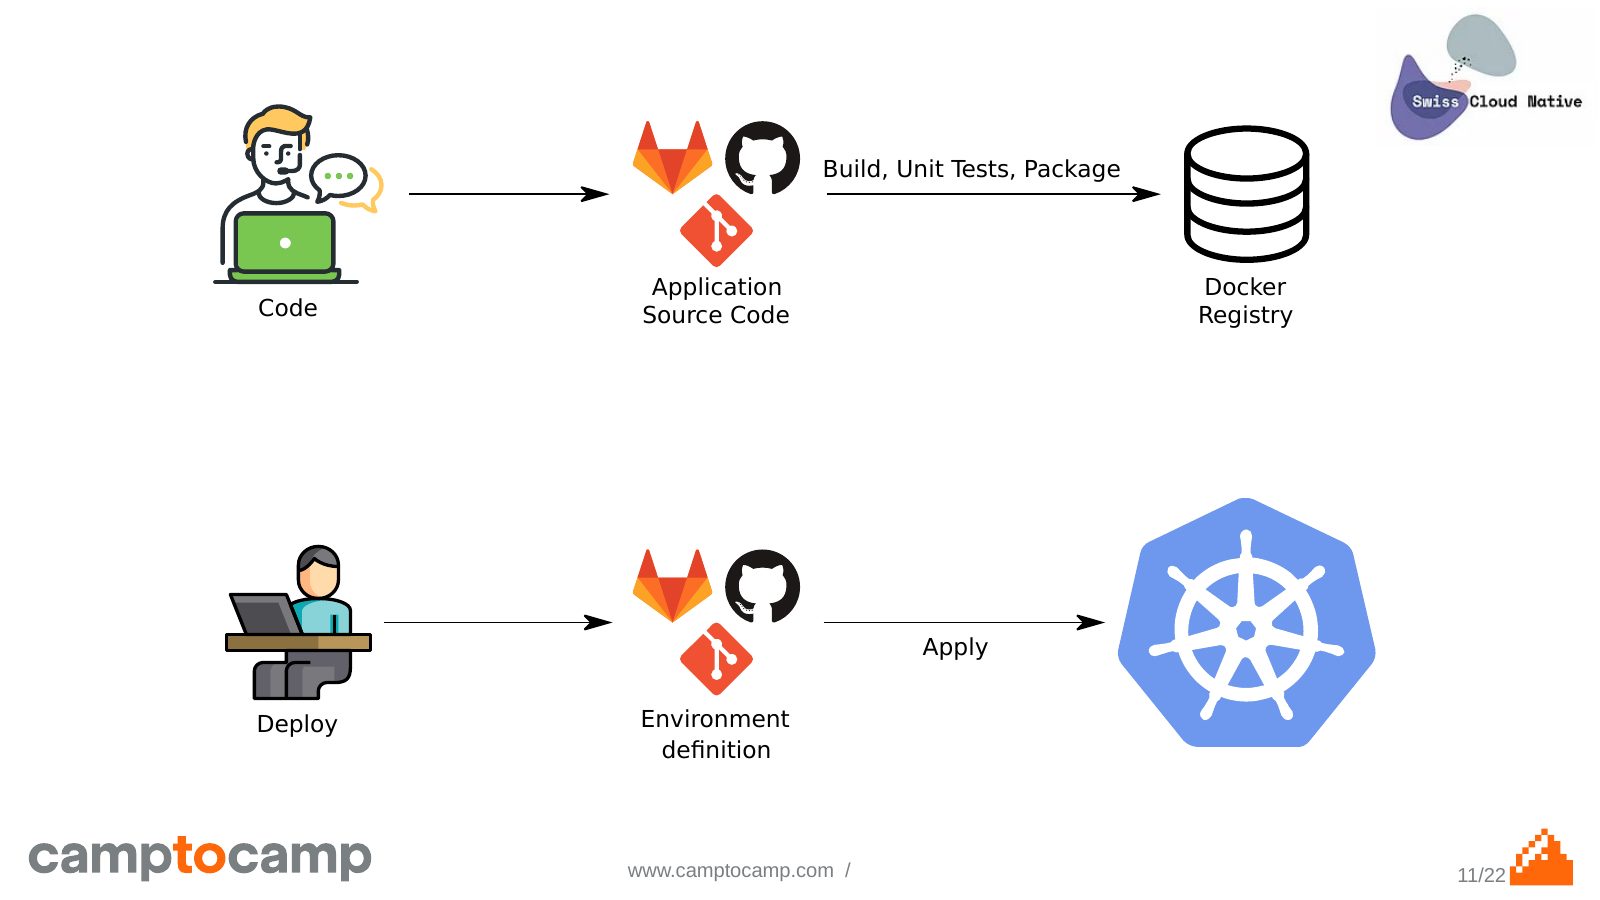 Swiss Cloud Native
Build, Unit Tests, Package
Code
Application
Source Code
Docker
Registry
Apply
Deploy
Environment
definition
camptocamp
www.camptocamp.com /
11/22